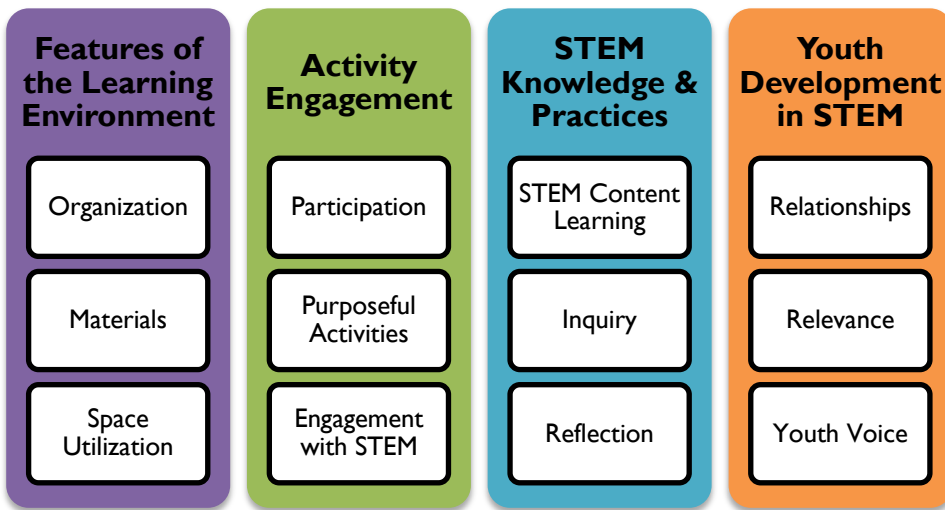 Features of
the Learning
Environment
Organization
Materials
Space
Utilization
Activity
Engagement
Participation
Purposeful
Activities
Engagement
with STEM
STEM
Knowledge &
Practices
STEM Content
Learning
Inquiry
Reflection
Youth
Development
in STEM
Relationships
Relevance
Youth Voice